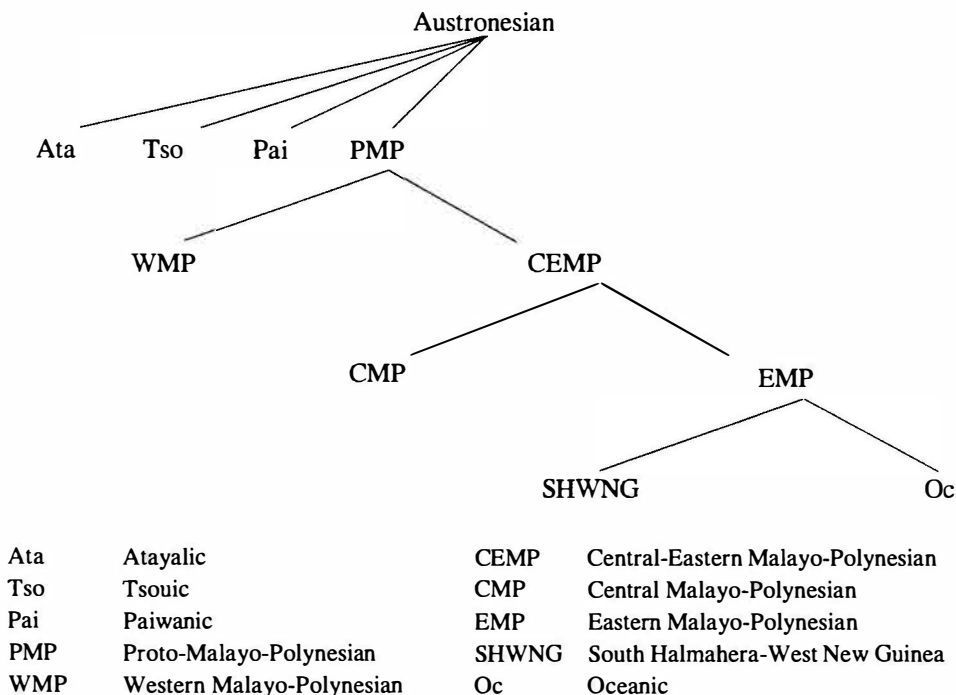 Austronesian
Ata Tso Pai PMP
WMP CEMP
CMP EMP
SHWNG Oc
Ata Atayalic CEMP Central-Eastern Malayo-Polynesian
Tso Tsouic CMP Central Malayo-Polynesian
Pai Paiwanic EMP Eastern Malayo-Polynesian
PMP Proto-Malayo-Polynesian SHWNG South Halmahera-West New Guinea
WMP Western Malayo-Polynesian Oc Oceanic